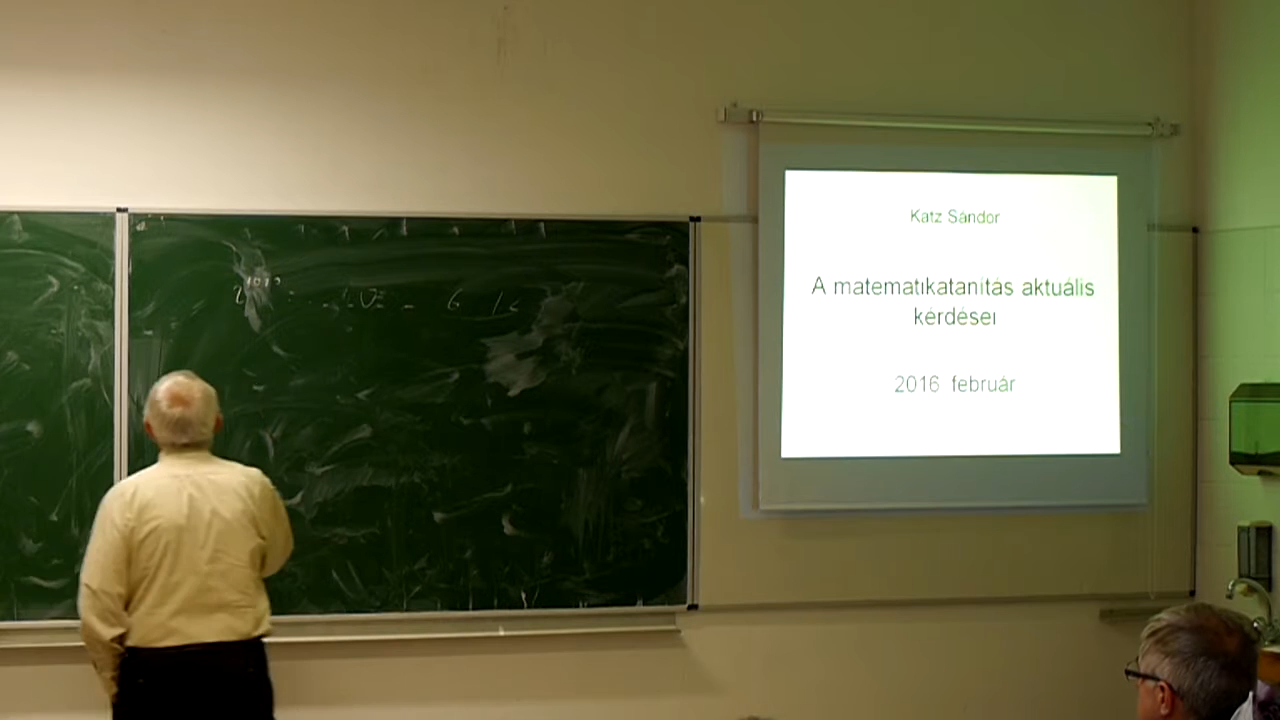 Katz Sándor
A matematikatanítás aktuális
kérdései
2016 február